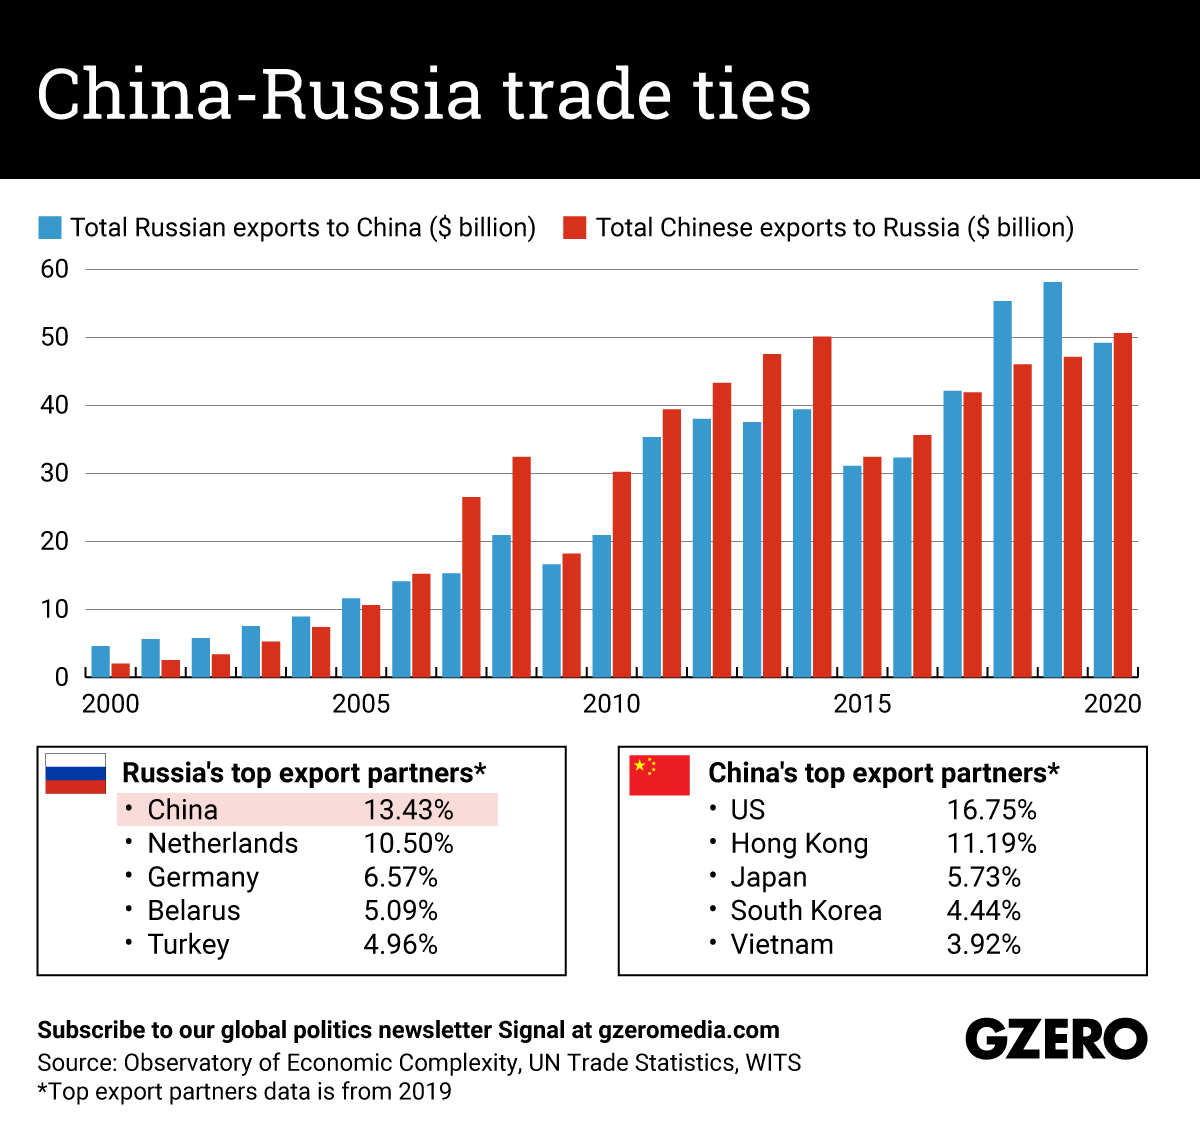 China-Russia trade ties
Total Russian exports to China ($ billion) Total Chinese exports to Russia ($ billion)
60
50
40
30
20
10
0
2000 2005 2010 2015 2020
Russia's top export partners*
• China 13.43%
• Netherlands 10.50%
• Germany 6.57%
• Belarus 5.09%
• Turkey 4.96%
China's top export partners*
• US 16.75%
• Hong Kong 11.19%
• Japan 5.73%
• South Korea 4.44%
• Vietnam 3.92%
Subscribe to our global politics newsletter Signal at gzeromedia.com
Source: Observatory of Economic Complexity, UN Trade Statistics, WITS
*Top export partners data is from 2019
GZERO